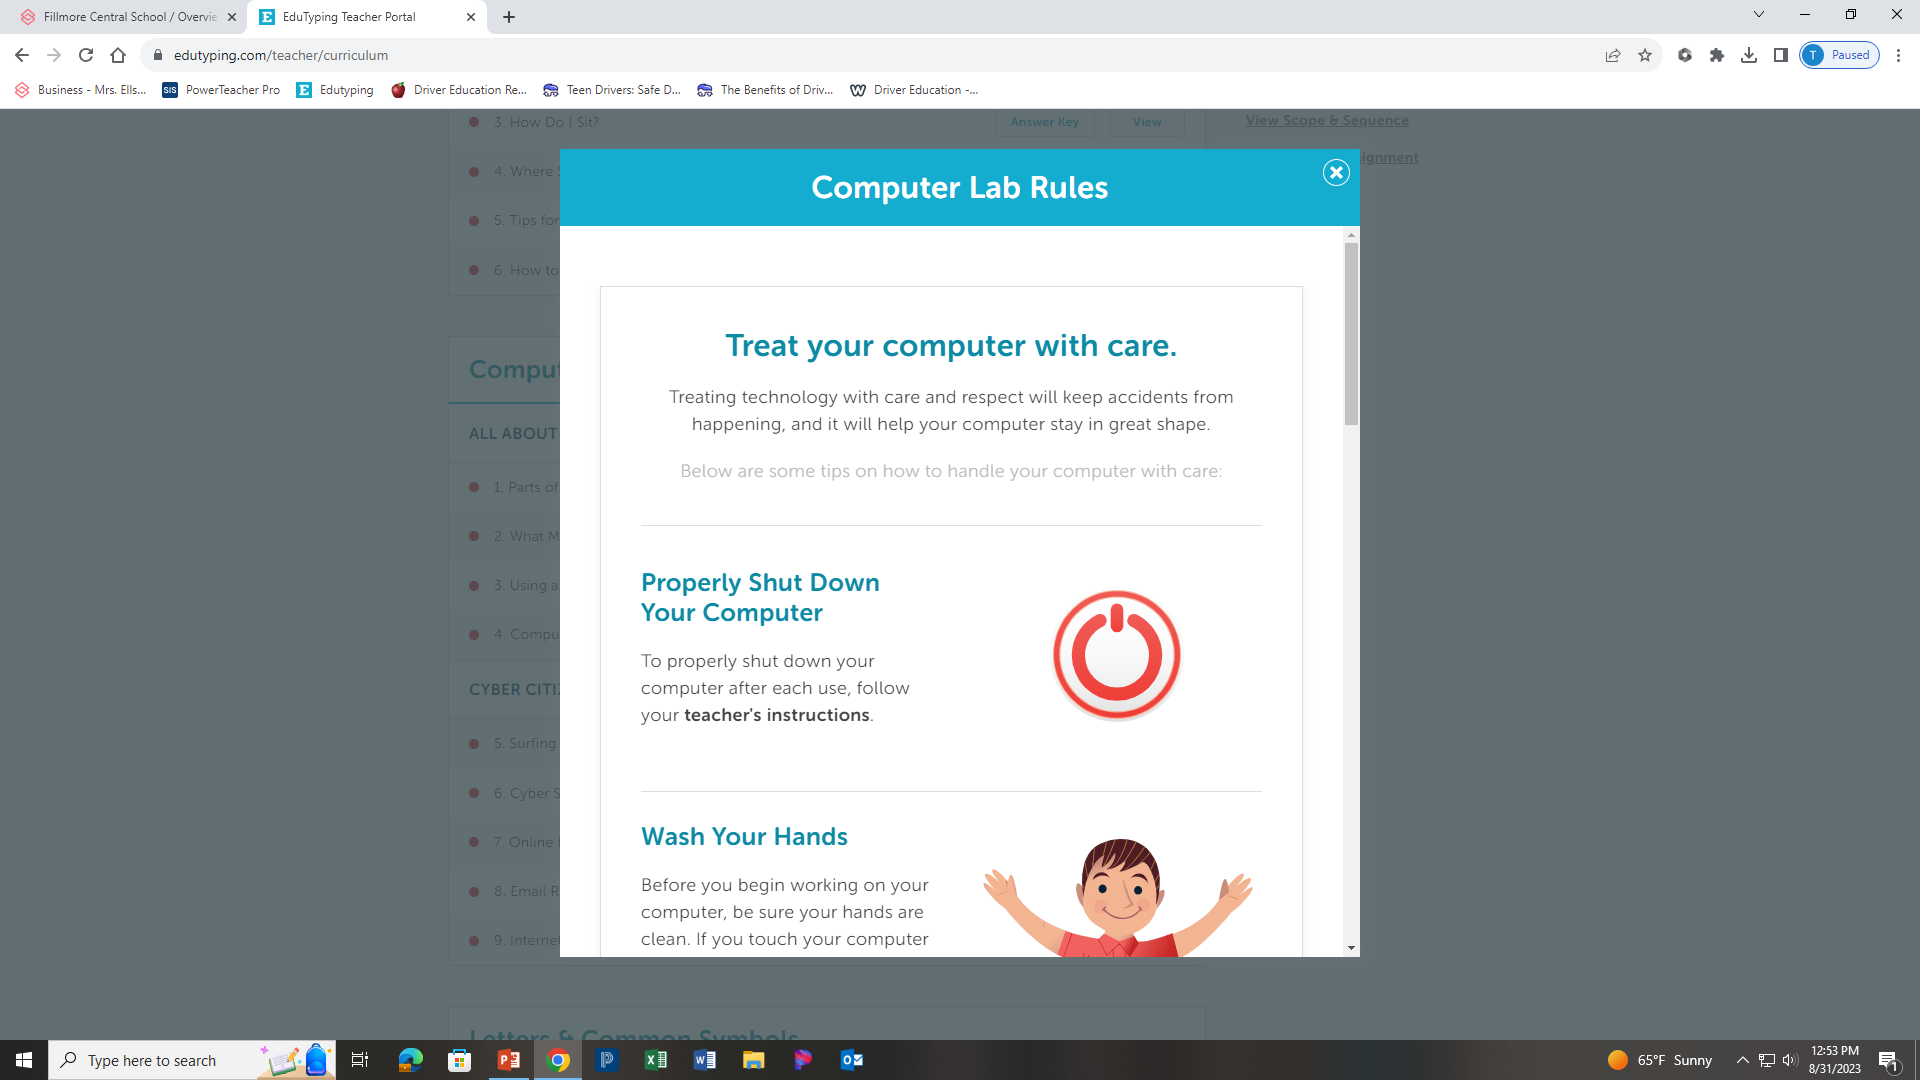 Fillmore Central School / Overvie
EduTyping Teacher Portal
edutyping.com/teacher/curriculum
T Paused
Business - Mrs. Ells...
SIS PowerTeacher Pro
E Edutyping
Driver Education Re...
Teen Drivers: Safe D...
The Benefits of Driv...
W Driver Education -...
3. How Do I Sit?
Answer Key
View
View Scope & Sequence
4. Where
ignment
5. Tips for
6. How to
Comput
ALL ABOUT
1. Parts of
2. What M
3. Using a
4. Compu
CYBER CITI
5. Surfing
6. Cyber S
7. Online
8. Email R
9. Interne
Letters & Common Symbols
Computer Lab Rules
Treat your computer with care.
Treating technology with care and respect will keep accidents from
happening, and it will help your computer stay in great shape.
Below are some tips on how to handle your computer with care:
Properly Shut Down
Your Computer
To properly shut down your
computer after each use, follow
your teacher's instructions.
Wash Your Hands
Before you begin working on your
computer, be sure your hands are
clean. If you touch your computer
Type here to search
65°F Sunny
12:53 PM
8/31/2023
1